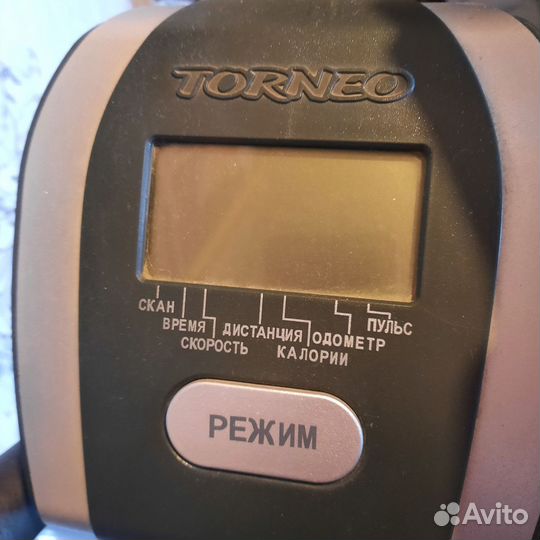 TORNEO
СКАН
ВРЕМЯ
СКОРОСТЬ
ДИСТАНЦИЯ
КАЛОРИИ
ОДОМЕТР
ПУЛЬС
РЕЖИМ
Avito